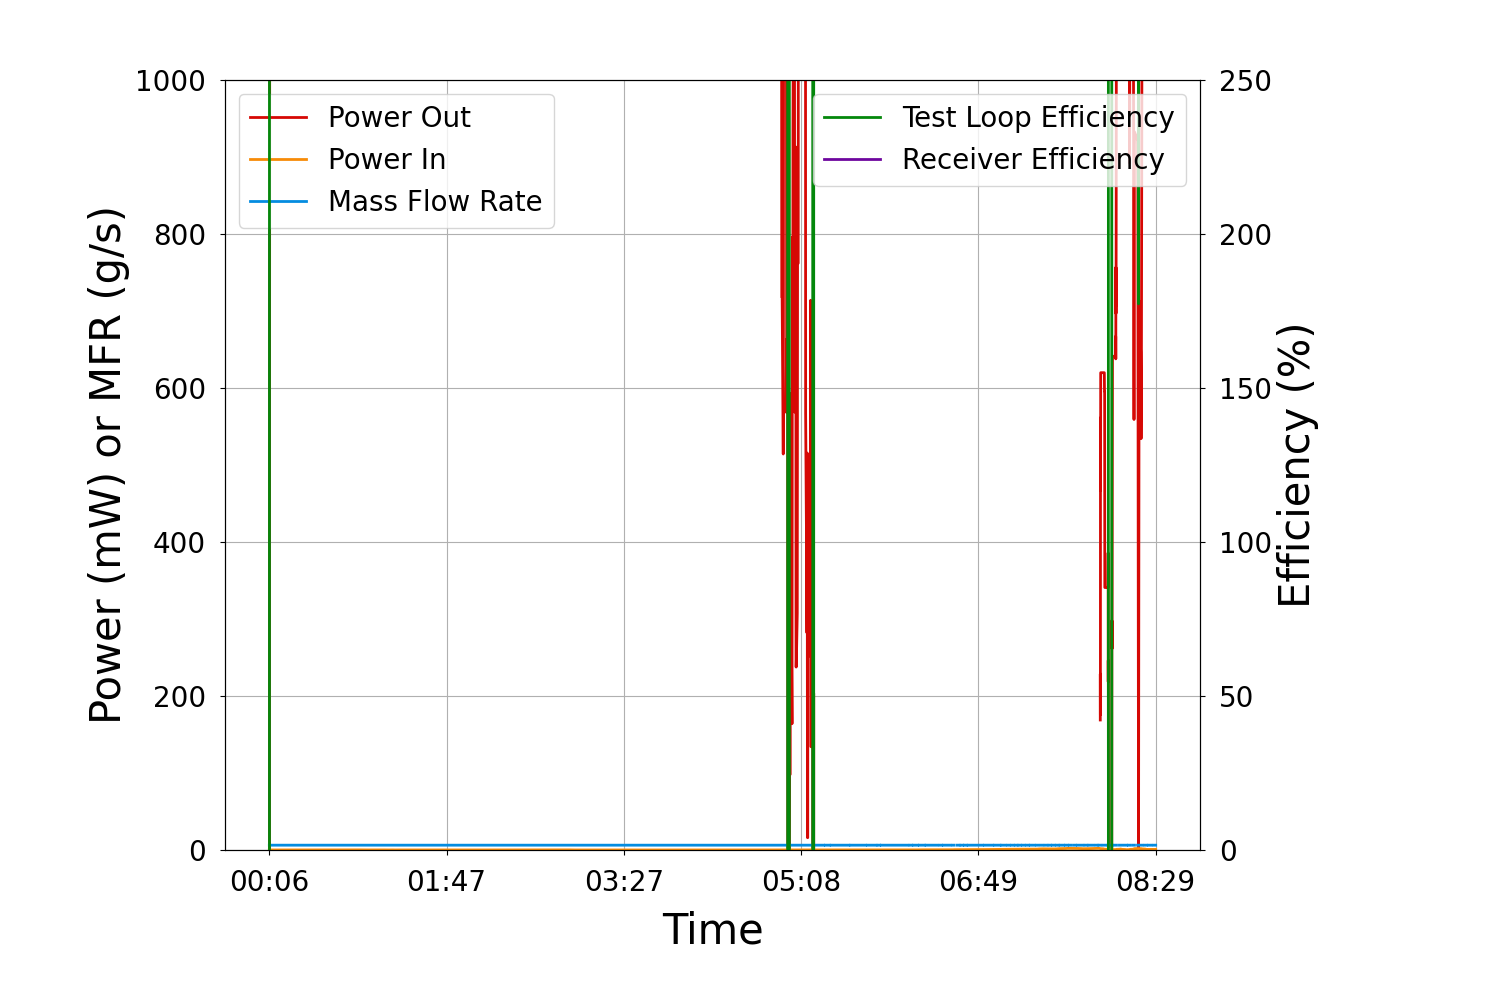 Power Out
Power In
Mass Flow Rate
Test Loop Efficiency
Receiver Efficiency
1000
800
600
400
200
0
250
200
150
100
50
0
Power (mW) or MFR (g/s)
Efficiency (%)
00:06 01:47 03:27 05:08 06:49 08:29
Time